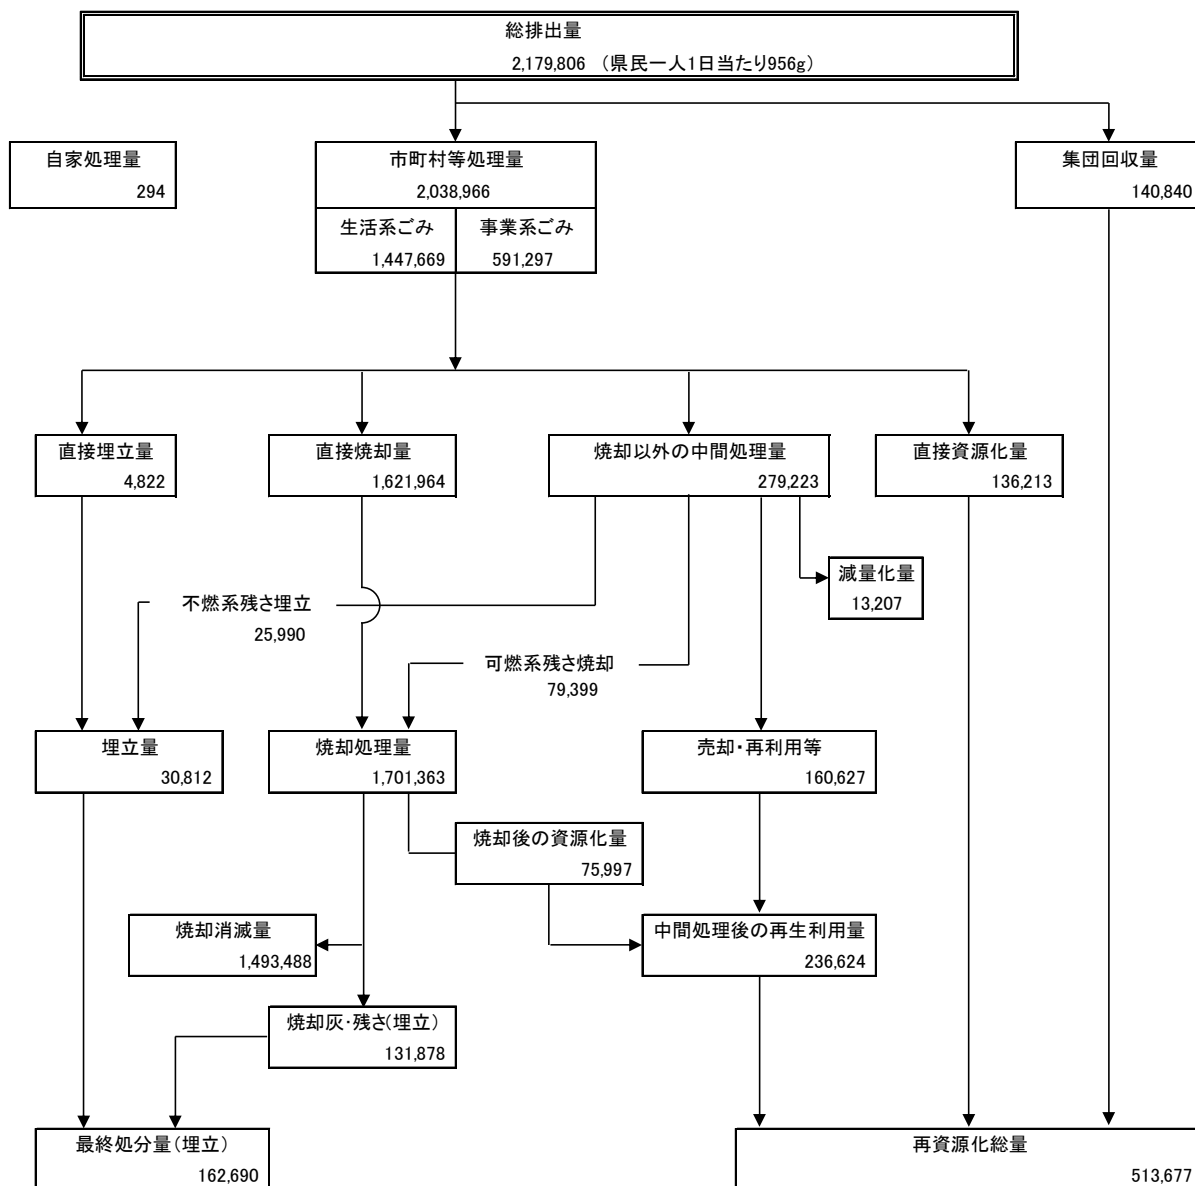 総排出量
2,179,806 （県民一人1日当たり956g）
自家処理量
294
市町村等処理量
2,038,966
生活系ごみ
1,447,669
事業系ごみ
591,297
集団回収量
140,840
直接埋立量
4,822
直接焼却量
1,621,964
焼却以外の中間処理量
279,223
直接資源化量
136,213
減量化量
13,207
不燃系残さ埋立
25,990
可燃系残さ焼却
79,399
埋立量
30,812
焼却処理量
1,701,363
売却・再利用等
160,627
焼却後の資源化量
75,997
焼却消滅量
1,493,488
中間処理後の再生利用量
236,624
焼却灰・残さ（埋立）
131,878
最終処分量（埋立）
162,690
再資源化総量
513,677